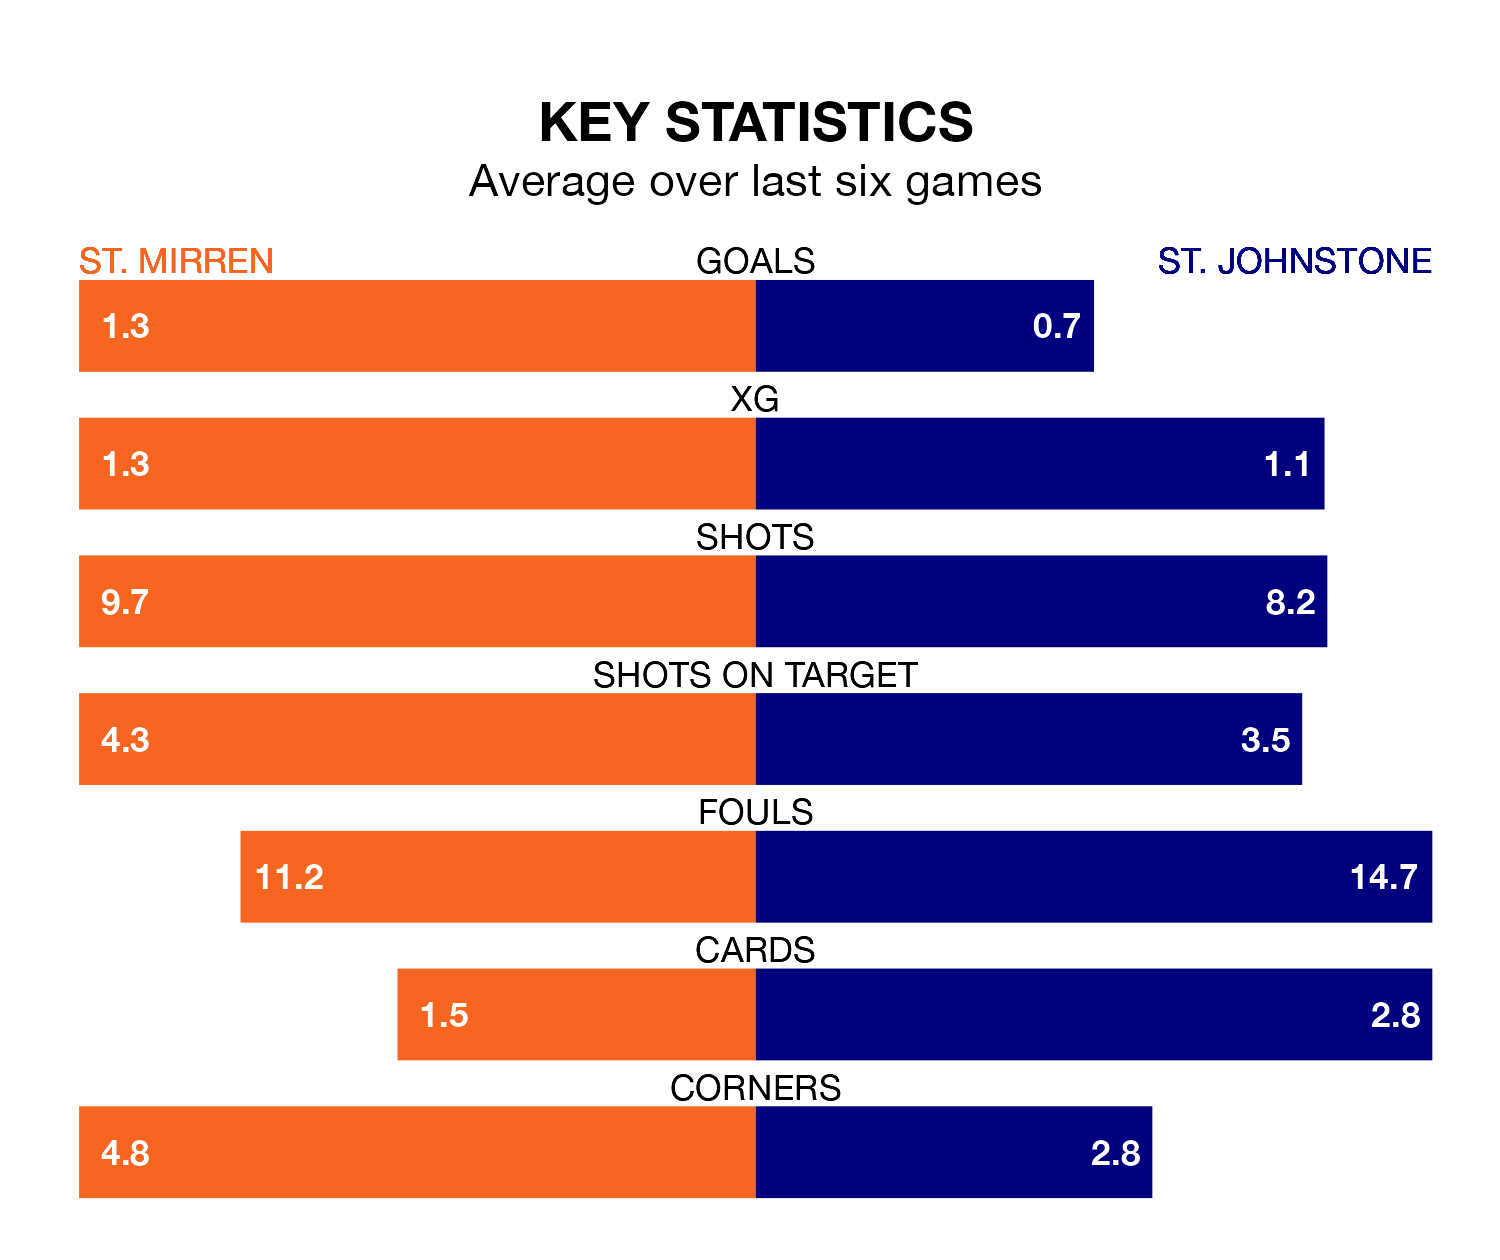 KEY STATISTICS
Average over last six games
ST. MIRREN GOALS ST. JOHNSTONE
1.3 0.7
XG
1.3 1.1
SHOTS
9.7 8.2
SHOTS ON TARGET
4.3 3.5
FOULS
11.2 14.7
CARDS
1.5 2.8
CORNERS
4.8 2.8